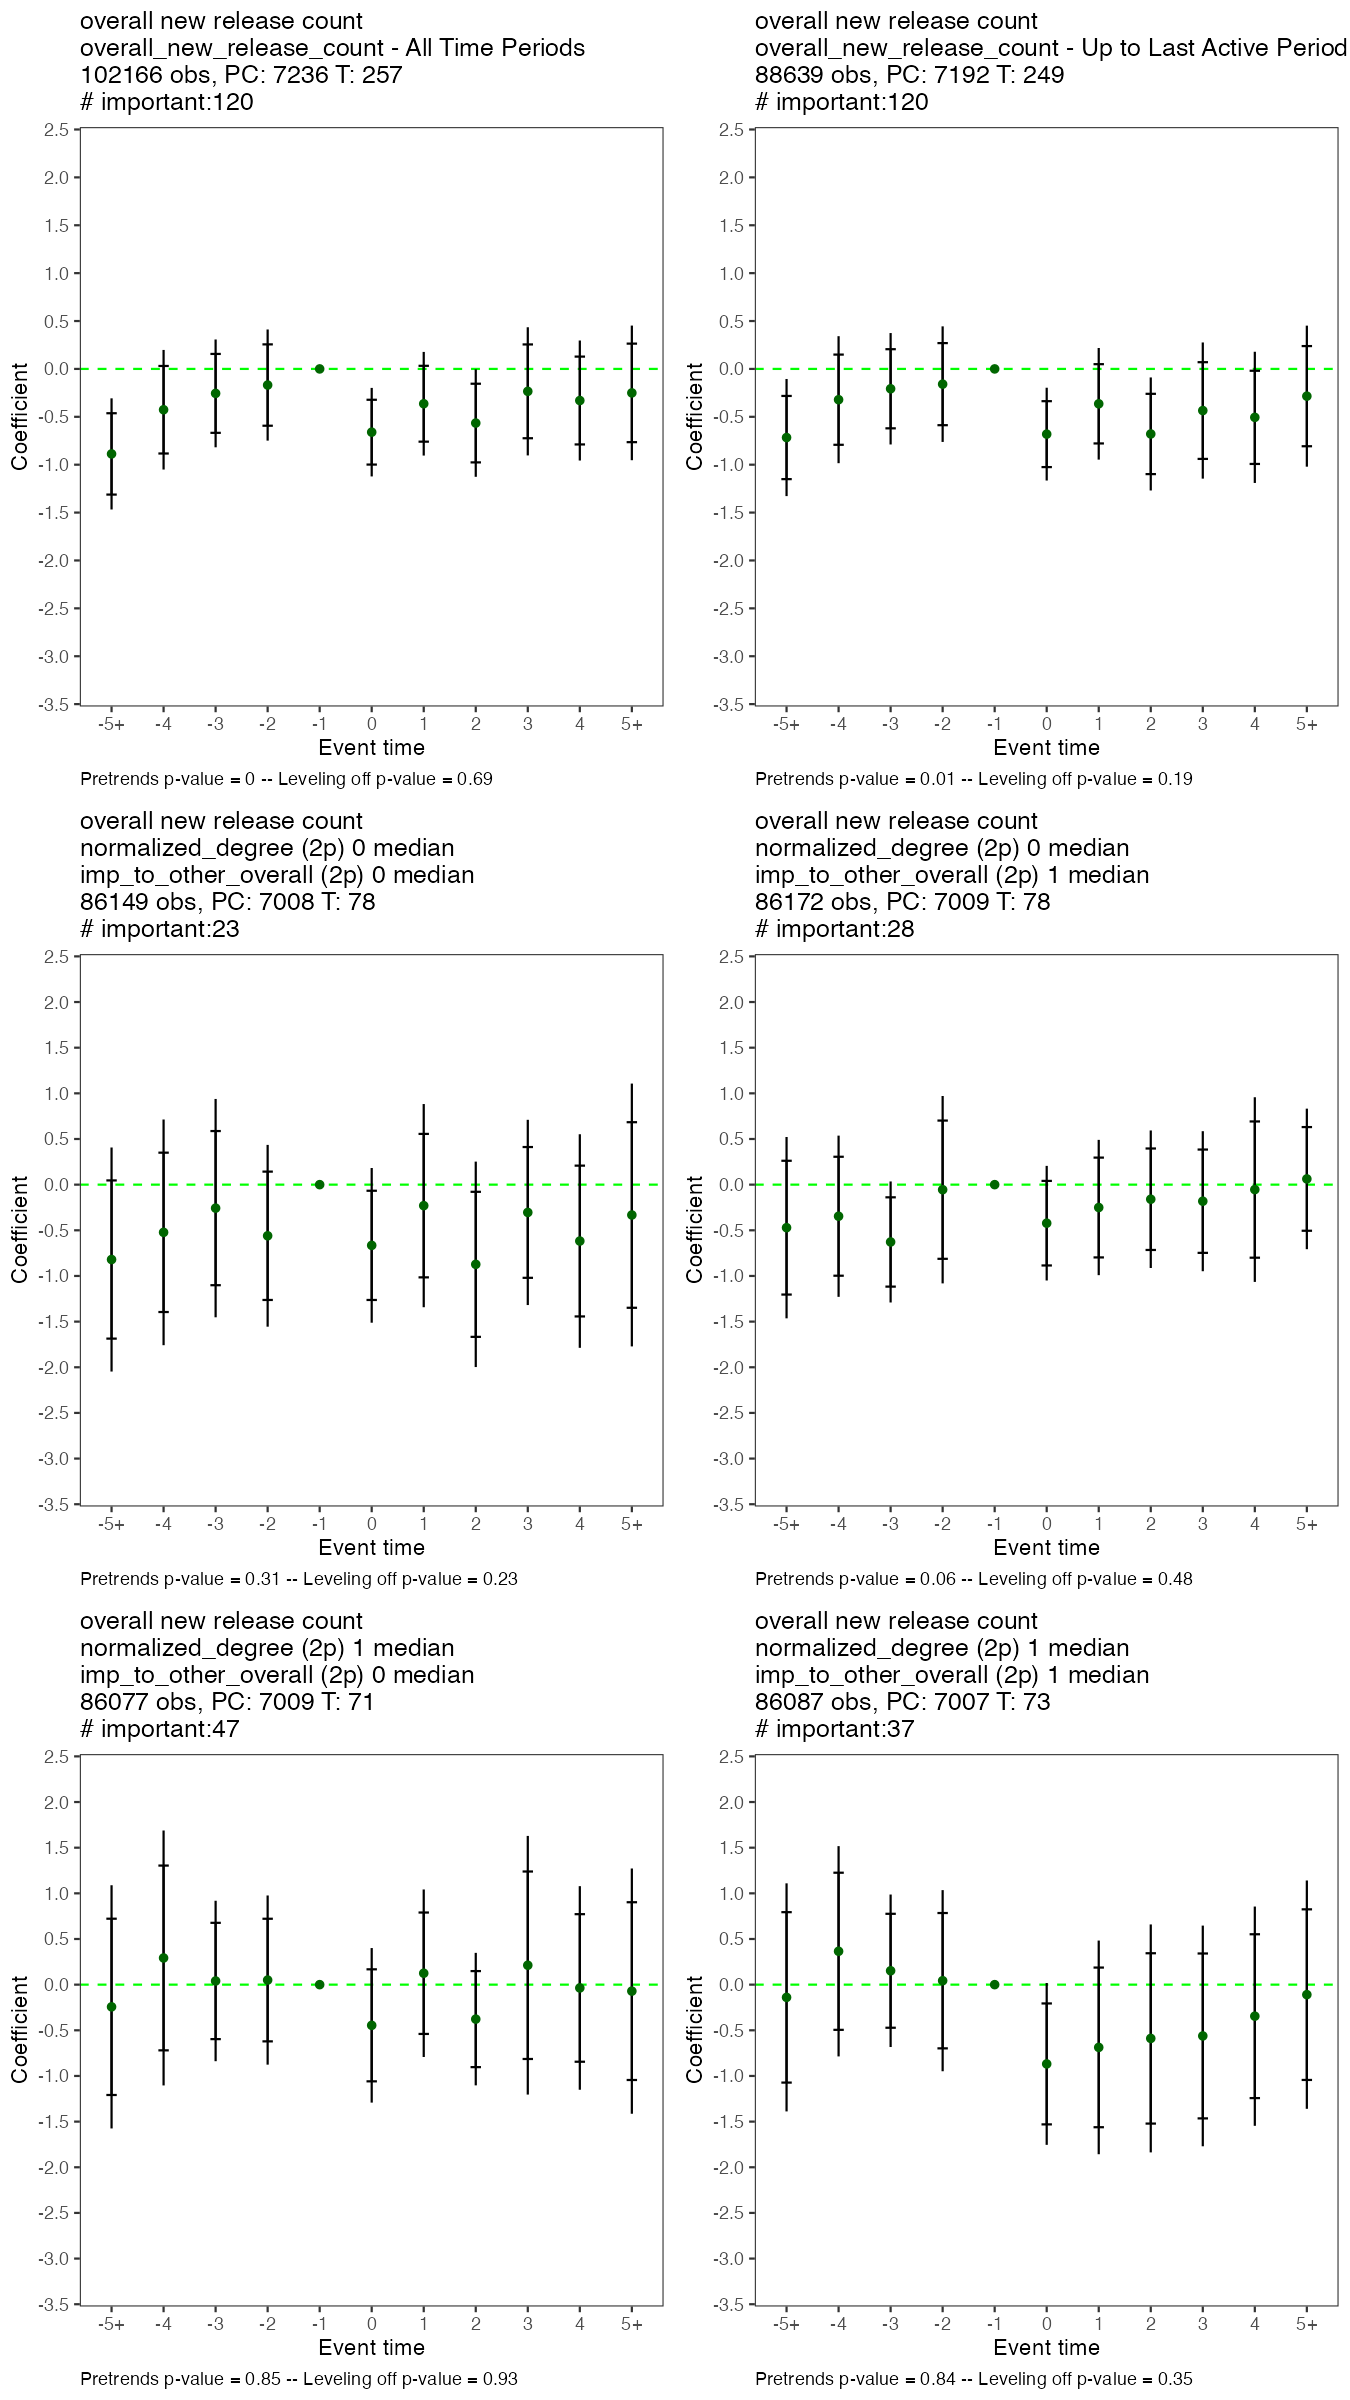 overall new release count
overall_new_release_count - All Time Periods
102166 obs, PC: 7236 T: 257
# important:120
2.5
2.0
1.5
1.0
0.5
0.0
-0.5
-1.0
-1.5
-2.0
-2.5
-3.0
-3.5
Coefficient
-5+ -4 -3 -2 -1 0 1 2 3 4 5+
Event time
Pretrends p-value = 0 -- Leveling off p-value = 0.69
overall new release count
overall_new_release_count - Up to Last Active Period
88639 obs, PC: 7192 T: 249
# important:120
2.5
2.0
1.5
1.0
0.5
0.0
-0.5
-1.0
-1.5
-2.0
-2.5
-3.0
-3.5
Coefficient
-5+ -4 -3 -2 -1 0 1 2 3 4 5+
Event time
Pretrends p-value = 0.01 -- Leveling off p-value = 0.19
overall new release count
normalized_degree (2p) 0 median
imp_to_other_overall (2p) 0 median
86149 obs, PC: 7008 T: 78
# important:23
2.5
2.0
1.5
1.0
0.5
0.0
-0.5
-1.0
-1.5
-2.0
-2.5
-3.0
-3.5
Coefficient
-5+ -4 -3 -2 -1 0 1 2 3 4 5+
Event time
Pretrends p-value = 0.31 -- Leveling off p-value = 0.23
overall new release count
normalized_degree (2p) 0 median
imp_to_other_overall (2p) 1 median
86172 obs, PC: 7009 T: 78
# important:28
2.5
2.0
1.5
1.0
0.5
0.0
-0.5
-1.0
-1.5
-2.0
-2.5
-3.0
-3.5
Coefficient
-5+ -4 -3 -2 -1 0 1 2 3 4 5+
Event time
Pretrends p-value = 0.06 -- Leveling off p-value = 0.48
overall new release count
normalized_degree (2p) 1 median
imp_to_other_overall (2p) 0 median
86077 obs, PC: 7009 T: 71
# important:47
2.5
2.0
1.5
1.0
0.5
0.0
-0.5
-1.0
-1.5
-2.0
-2.5
-3.0
-3.5
Coefficient
-5+ -4 -3 -2 -1 0 1 2 3 4 5+
Event time
Pretrends p-value = 0.85 -- Leveling off p-value = 0.93
overall new release count
normalized_degree (2p) 1 median
imp_to_other_overall (2p) 1 median
86087 obs, PC: 7007 T: 73
# important:37
2.5
2.0
1.5
1.0
0.5
0.0
-0.5
-1.0
-1.5
-2.0
-2.5
-3.0
-3.5
Coefficient
-5+ -4 -3 -2 -1 0 1 2 3 4 5+
Event time
Pretrends p-value = 0.84 -- Leveling off p-value = 0.35